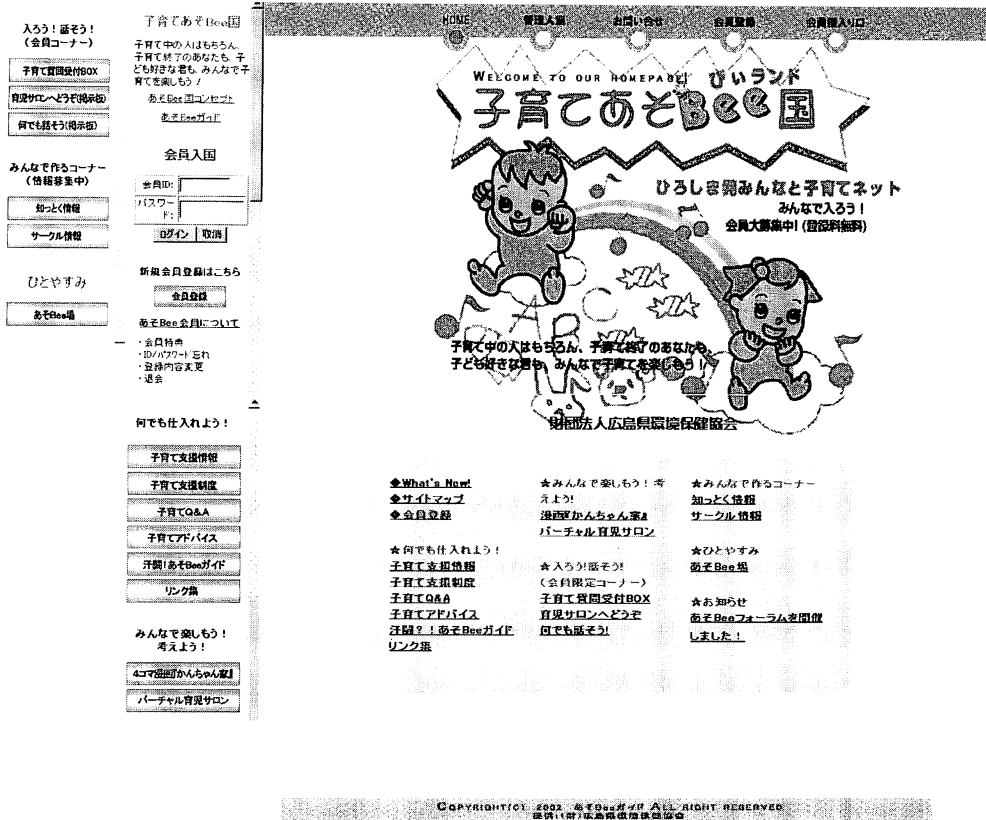 入ろう！話そう！
（会員コーナー）
子育て質問受付BOX
育児サロンへどうぞ(掲示板)
何でも話そう(掲示板)
みんなで作るコーナー
（情報募集中）
知っとく情報
サークル情報
ひとやすみ
あそBee場
子育てあそBee国
子育て中の人はもちろん、
子育て終了のあなたも、子
ども好きな君も、みんなで子
育てを楽しもう！
あそBee国コンセプト
あそBeeガイド
会員入国
会員ID:
パスワー
ド:
ログイン 取消
新規会員登録はこちら
会員登録
あそBee会員について
・会員特典
・ID/パスワード忘れ
・登録内容変更
・退会
何でも仕入れよう！
子育て支援情報
子育て支援制度
子育てQ&A
子育てアドバイス
汗闘!あそBeeガイド
リンク集
みんなで楽しもう！
考えよう！
4コマ漫画『かんちゃん家』
バーチャル育児サロン
HOME 管理人室 お問い合せ 会員登録 会員様入り口
WELCOME TO OUR HOMEPAGE! びぃランド
子育てあそBee国
ひろしま発みんなと子育てネット
みんなで入ろう！
会員大募集中！(登録料無料)
子育て中の人はもちろん、子育て終了のあなたも、
子ども好きな君も、みんなで子育てを楽しもう！
財団法人広島県環境保健協会
◆What's New!
◆サイトマップ
◆会員登録
★何でも仕入れよう！
子育て支援情報
子育て支援制度
子育てQ&A
子育てアドバイス
汗闘？！あそBeeガイド
リンク集
★みんなで楽しもう！考
えよう!
漫画『かんちゃん家』
バーチャル育児サロン
★入ろう!話そう!
（会員限定コーナー）
子育て質問受付BOX
育児サロンへどうぞ
何でも話そう!
★みんなで作るコーナー
知っとく情報
サークル情報
★ひとやすみ
あそBee場
★お知らせ
あそBeeフォーラムを開催
しました！
COPYRIGHT(C) 2002 あそBeeガイド ALL RIGHT RESERVED
提供:(財)広島県環境保健協会